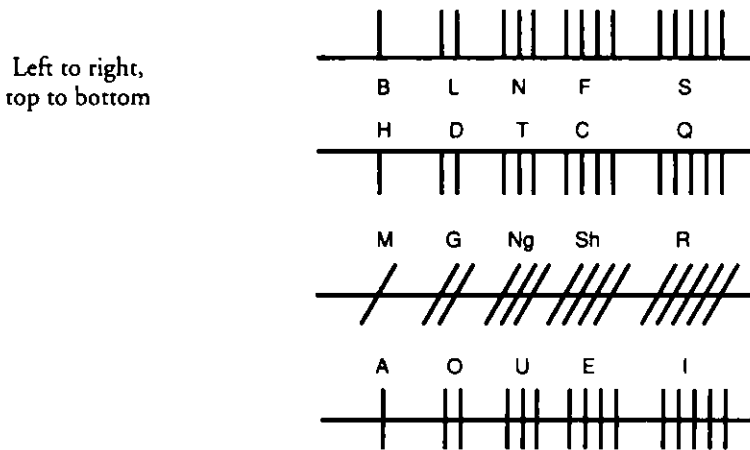 Left to right,
top to bottom
B L N F S
H D T C Q
M G Ng Sh R
A O U E I